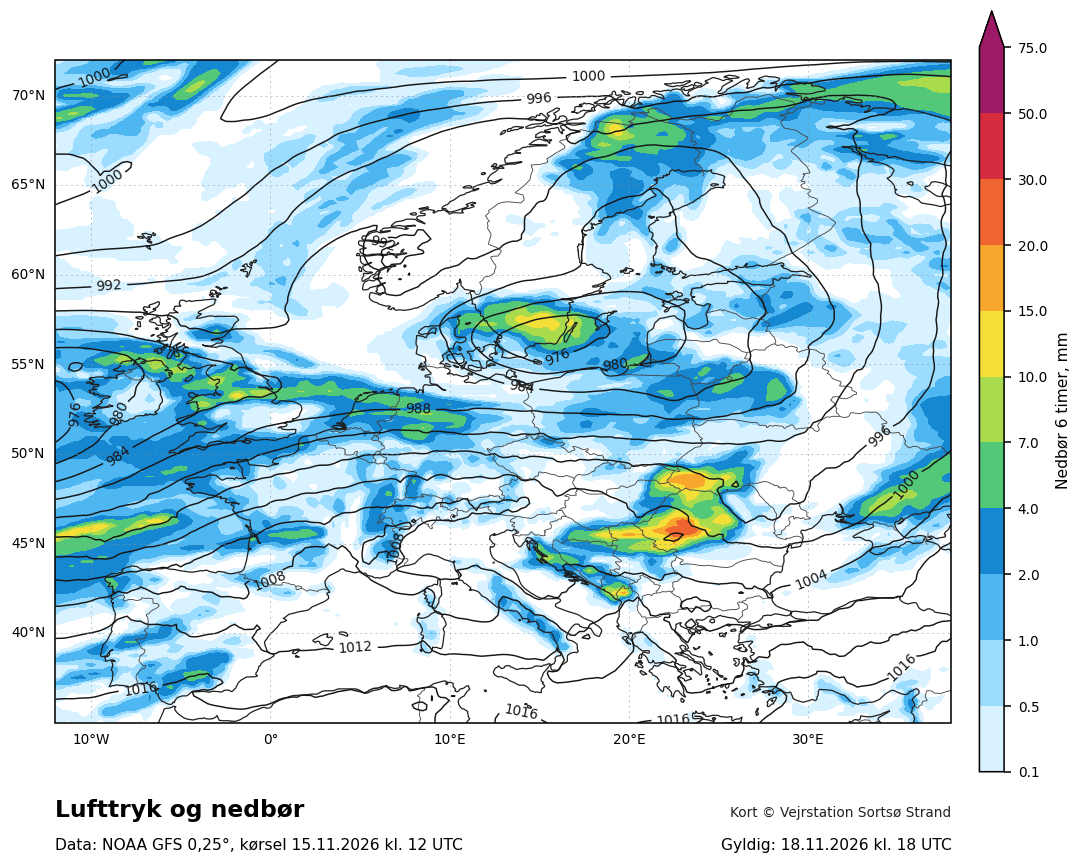 1000
1000
996
1000
99
992
976
980
984
988
976
980
984
996
1000
1008
1008
1004
1012
1016
1016
1016
1016
70°N
65°N
60°N
55°N
50°N
45°N
40°N
10°W
0°
10°E
20°E
30°E
75.0
50.0
30.0
20.0
15.0
10.0
7.0
4.0
2.0
1.0
0.5
0.1
Nedbør 6 timer, mm
Lufttryk og nedbør
Kort © Vejrstation Sortsø Strand
Data: NOAA GFS 0,25°, kørsel 15.11.2026 kl. 12 UTC
Gyldig: 18.11.2026 kl. 18 UTC